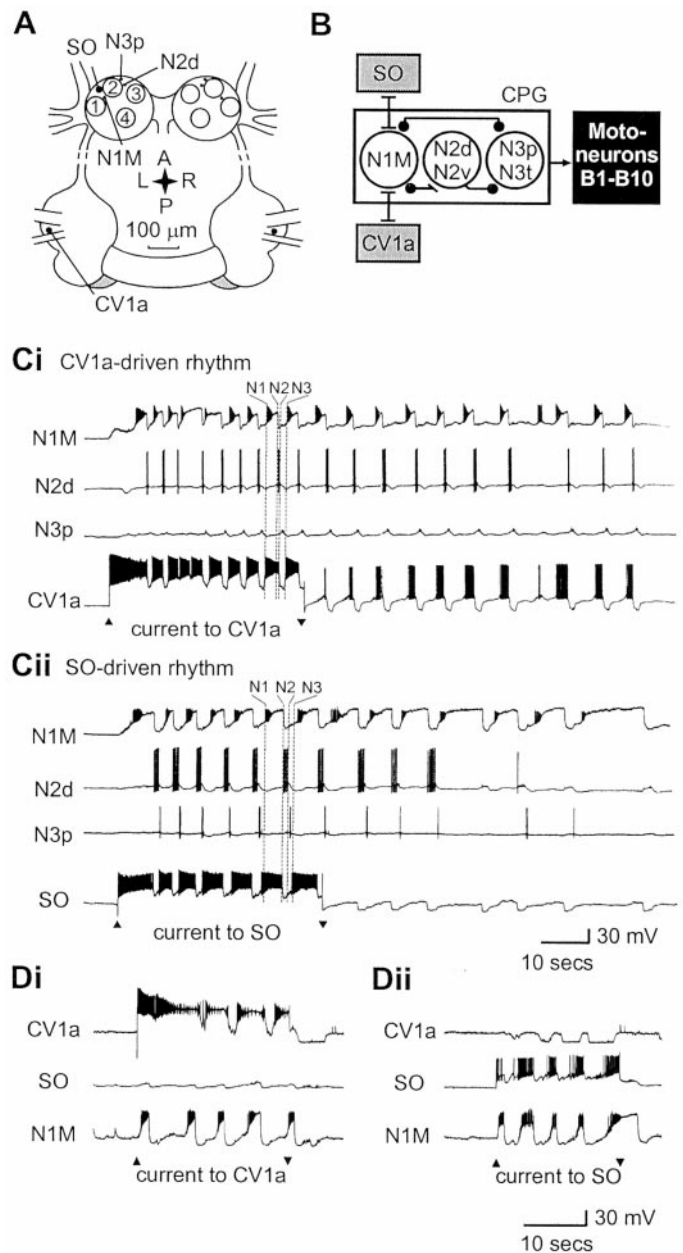 A
SO
N3p
N2d
1
2
3
4
N1M
A
L R
P
100 μm
CV1a
B
SO
CPG
N1M
N2d
N2v
N3p
N3t
Moto-
neurons
B1-B10
CV1a
Ci CV1a-driven rhythm
N1 N2 N3
N1M
N2d
N3p
CV1a
current to CV1a
Cii SO-driven rhythm
N1 N2 N3
N1M
N2d
N3p
SO
current to SO
30 mV
10 secs
Di
CV1a
SO
N1M
current to CV1a
Dii
CV1a
SO
N1M
current to SO
30 mV
10 secs